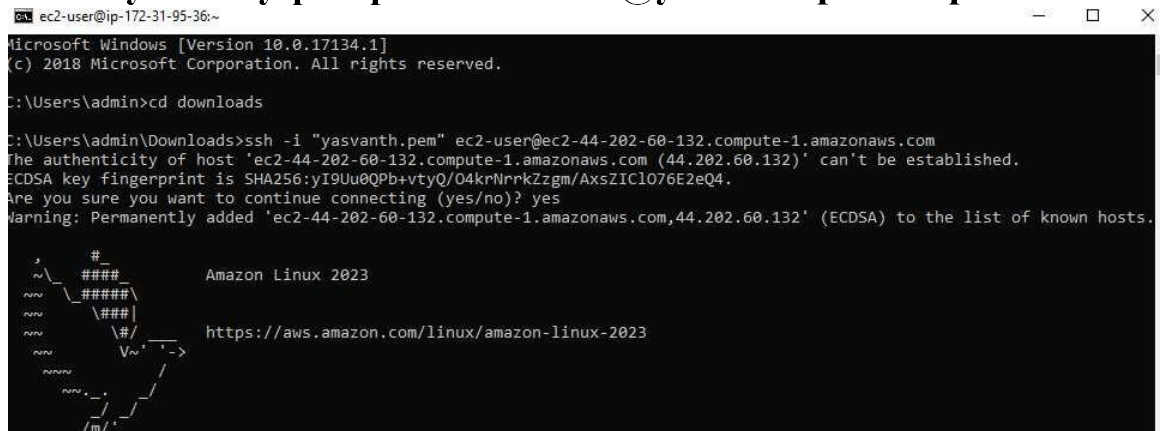 ec2-user@ip-172-31-95-36:~
Microsoft Windows [Version 10.0.17134.1]
(c) 2018 Microsoft Corporation. All rights reserved.
C:\Users\admin>cd downloads
C:\Users\admin\Downloads>ssh -i "yasvanth.pem" ec2-user@ec2-44-202-60-132.compute-1.amazonaws.com
The authenticity of host 'ec2-44-202-60-132.compute-1.amazonaws.com (44.202.60.132)' can't be established.
ECDSA key fingerprint is SHA256:yI9Uu0QPb+vtyQ/O4krNrrkZzgm/AxsZIClO76E2eQ4.
Are you sure you want to continue connecting (yes/no)? yes
Warning: Permanently added 'ec2-44-202-60-132.compute-1.amazonaws.com,44.202.60.132' (ECDSA) to the list of known hosts.
   ,     #_
   ~\_  ####_        Amazon Linux 2023
  ~~  \_#####\
  ~~     \###|
  ~~       \#/ ___   https://aws.amazon.com/linux/amazon-linux-2023
   ~~       V~' '->
    ~~~         /
      ~~._.   _/
         _/ _/
       _/m/'